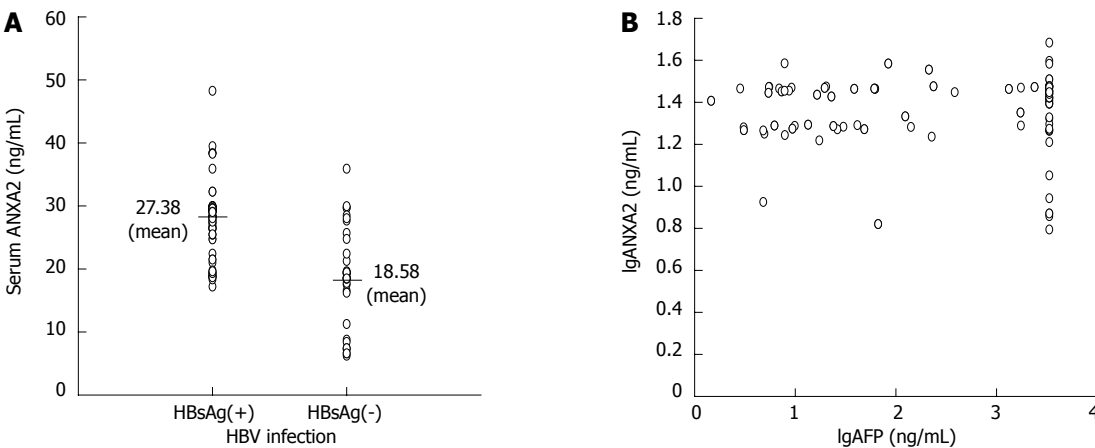 A
Serum ANXA2 (ng/mL)
60
50
40
30
20
10
0
27.38
(mean)
18.58
(mean)
HBsAg(+)
HBsAg(-)
HBV infection
B
lgANXA2 (ng/mL)
1.8
1.6
1.4
1.2
1.0
0.8
0.6
0.4
0.2
0
0
1
2
3
4
lgAFP (ng/mL)